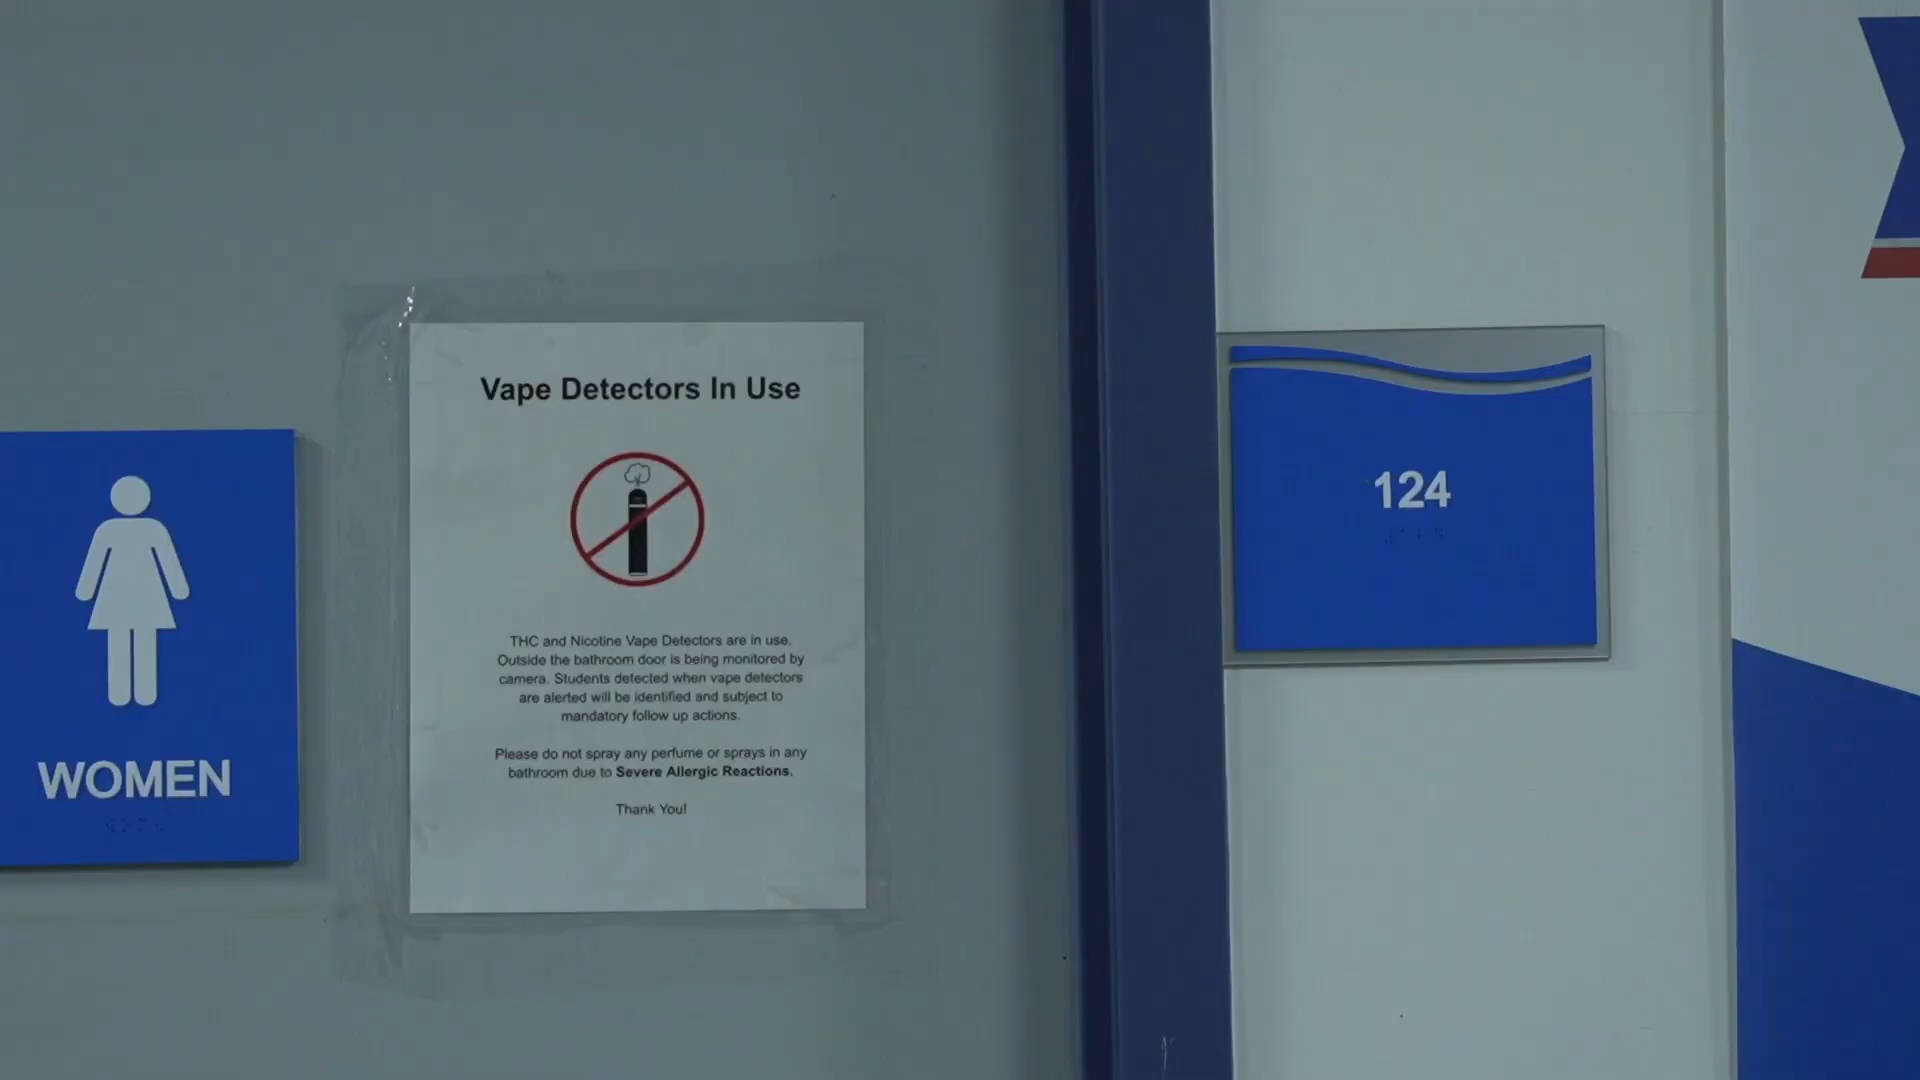 WOMEN
Vape Detectors In Use
THC and Nicotine Vape Detectors are in use.
Outside the bathroom door is being monitored by
camera. Students detected when vape detectors
are alerted will be identified and subject to
mandatory follow up actions.
Please do not spray any perfume or sprays in any
bathroom due to Severe Allergic Reactions.
Thank You!
124